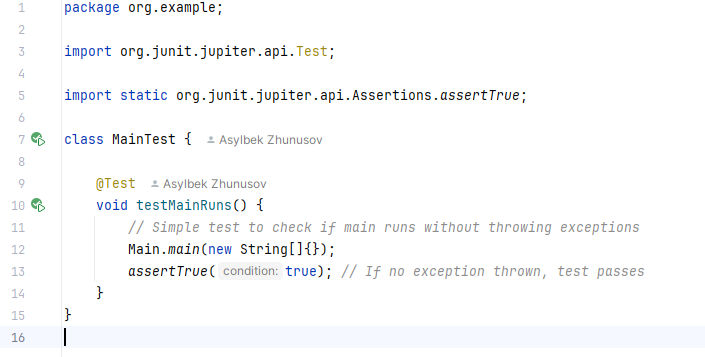 1 package org.example;
2
3 import org.junit.jupiter.api.Test;
4
5 import static org.junit.jupiter.api.Assertions.assertTrue;
6
7 class MainTest { Asylbek Zhunusov
8
9 @Test Asylbek Zhunusov
10 void testMainRuns() {
11 // Simple test to check if main runs without throwing exceptions
12 Main.main(new String[]{});
13 assertTrue( condition: true); // If no exception thrown, test passes
14 }
15 }
16